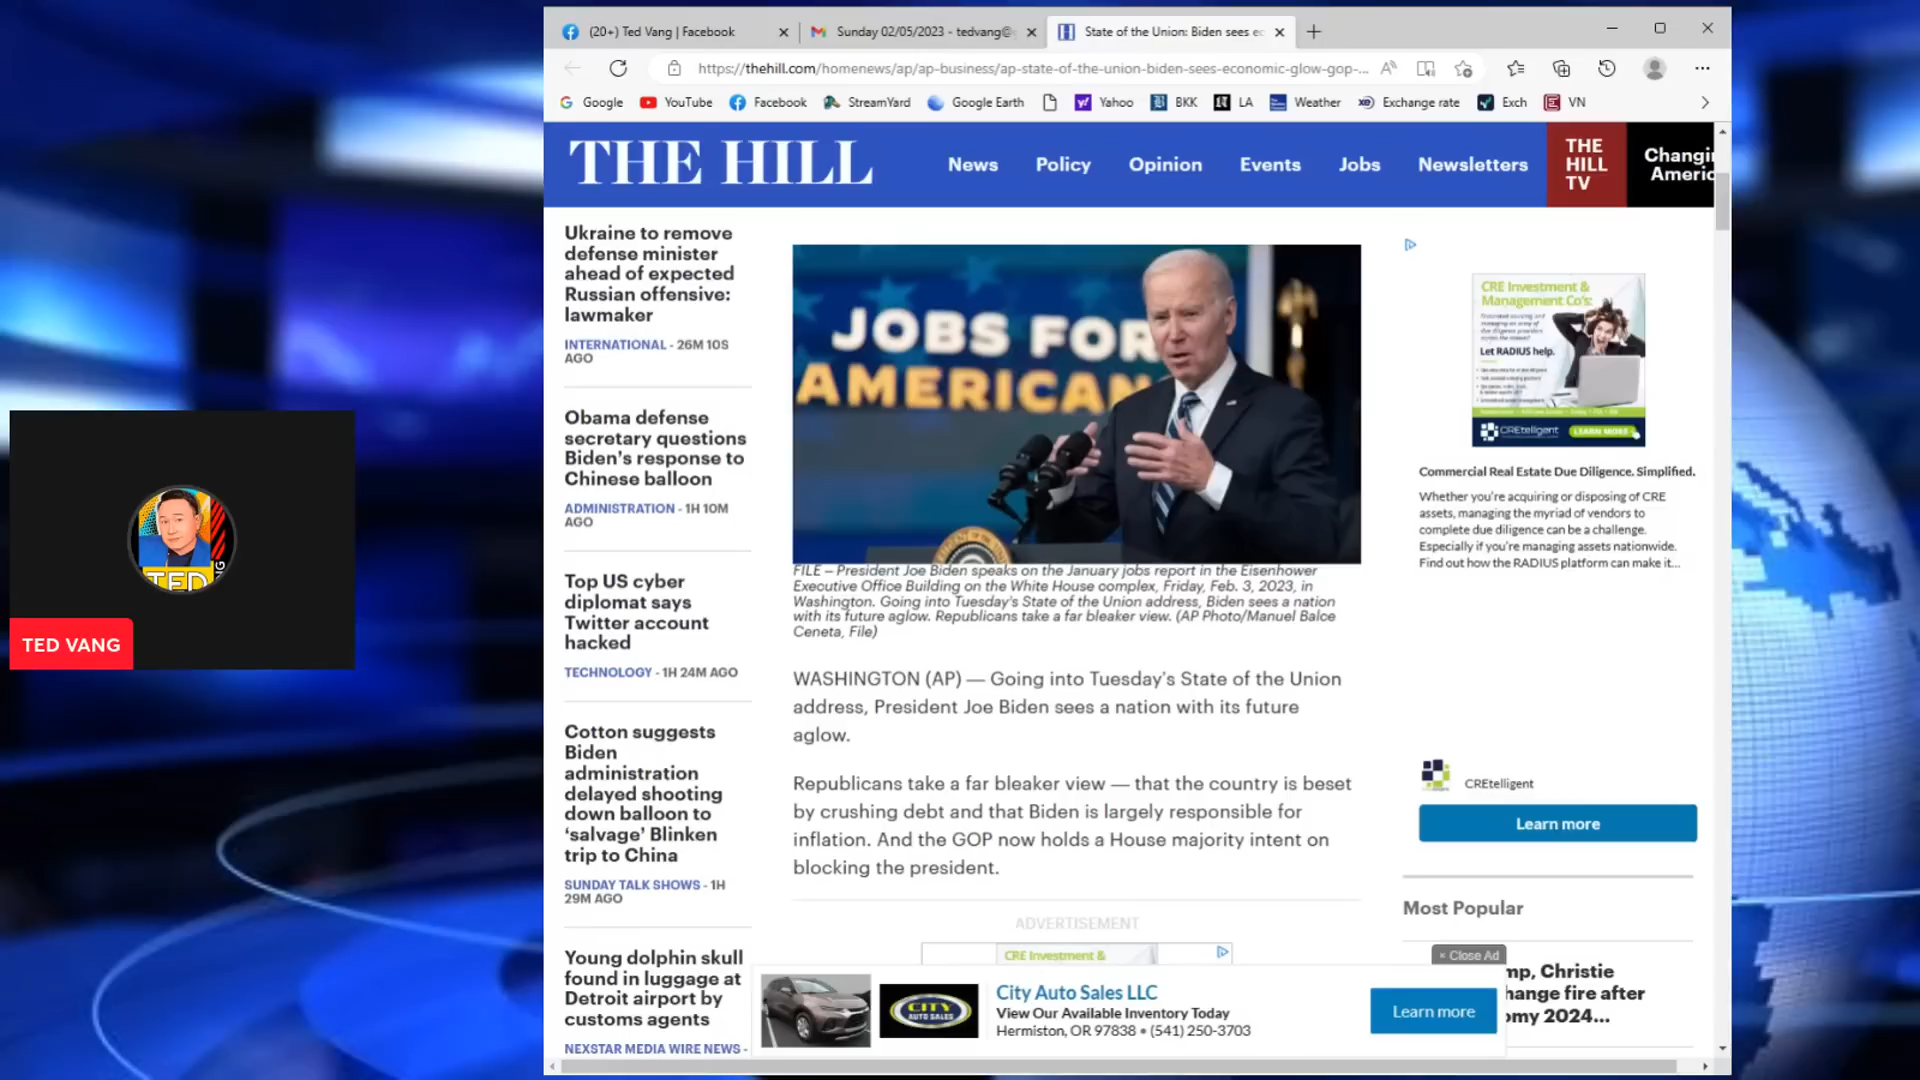 (20+) Ted Vang | Facebook
Sunday 02/05/2023 - tedvang@
State of the Union: Biden sees ec
https://thehill.com/homenews/ap/ap-business/ap-state-of-the-union-biden-sees-economic-glow-gop-...
Google
YouTube
Facebook
StreamYard
Google Earth
Yahoo
BKK
LA
Weather
Exchange rate
Exch
VN
THE HILL
News
Policy
Opinion
Events
Jobs
Newsletters
THE
HILL
TV
Changi
Americ
Ukraine to remove
defense minister
ahead of expected
Russian offensive:
lawmaker
INTERNATIONAL - 26M 10S
AGO
Obama defense
secretary questions
Biden's response to
Chinese balloon
ADMINISTRATION - 1H 10M
AGO
Top US cyber
diplomat says
Twitter account
hacked
TECHNOLOGY - 1H 24M AGO
Cotton suggests
Biden
administration
delayed shooting
down balloon to
‘salvage’ Blinken
trip to China
SUNDAY TALK SHOWS - 1H
29M AGO
Young dolphin skull
found in luggage at
Detroit airport by
customs agents
NEXSTAR MEDIA WIRE NEWS -
JOBS FOR
AMERICAN
FILE – President Joe Biden speaks on the January jobs report in the Eisenhower
Executive Office Building on the White House complex, Friday, Feb. 3, 2023, in
Washington. Going into Tuesday's State of the Union address, Biden sees a nation
with its future aglow. Republicans take a far bleaker view. (AP Photo/Manuel Balce
Ceneta, File)
WASHINGTON (AP) — Going into Tuesday's State of the Union
address, President Joe Biden sees a nation with its future
aglow.
Republicans take a far bleaker view — that the country is beset
by crushing debt and that Biden is largely responsible for
inflation. And the GOP now holds a House majority intent on
blocking the president.
ADVERTISEMENT
CRE Investment &
CRE Investment &
Management Co's:
Let RADIUS help.
CREtelligent
LEARN MORE
Commercial Real Estate Due Diligence. Simplified.
Whether you're acquiring or disposing of CRE
assets, managing the myriad of vendors to
complete due diligence can be a challenge.
Especially if you're managing assets nationwide.
Find out how the RADIUS platform can make it...
CREtelligent
Learn more
Most Popular
× Close Ad
mp, Christie
hange fire after
omy 2024...
CITY
AUTO SALES
City Auto Sales LLC
View Our Available Inventory Today
Hermiston, OR 97838 • (541) 250-3703
Learn more
TED
NG
TED VANG